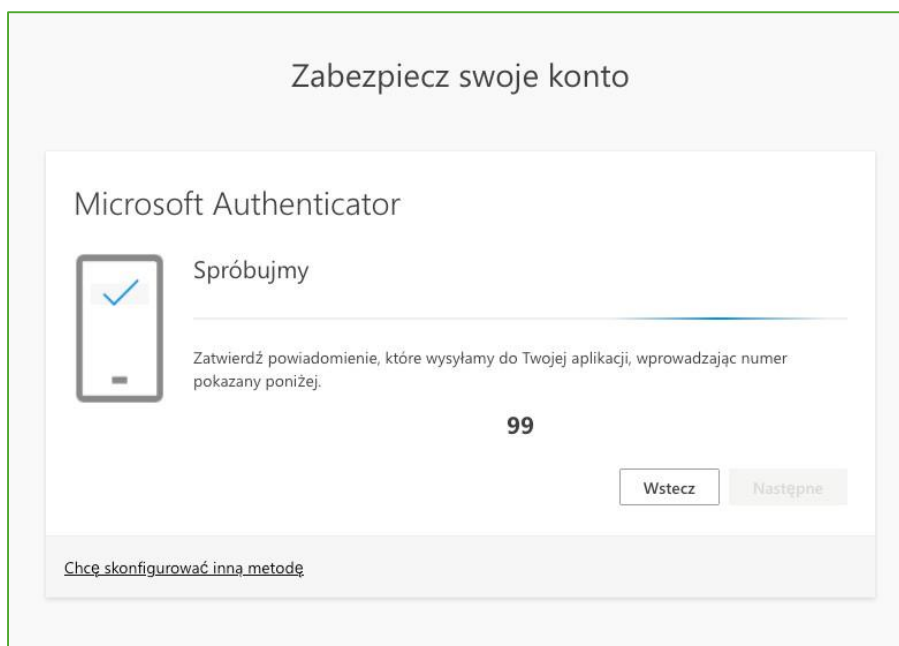 Zabezpiecz swoje konto
Microsoft Authenticator
Spróbujmy
Zatwierdź powiadomienie, które wysyłamy do Twojej aplikacji, wprowadzając numer
pokazany poniżej.
99
Wstecz
Następne
Chcę skonfigurować inną metodę